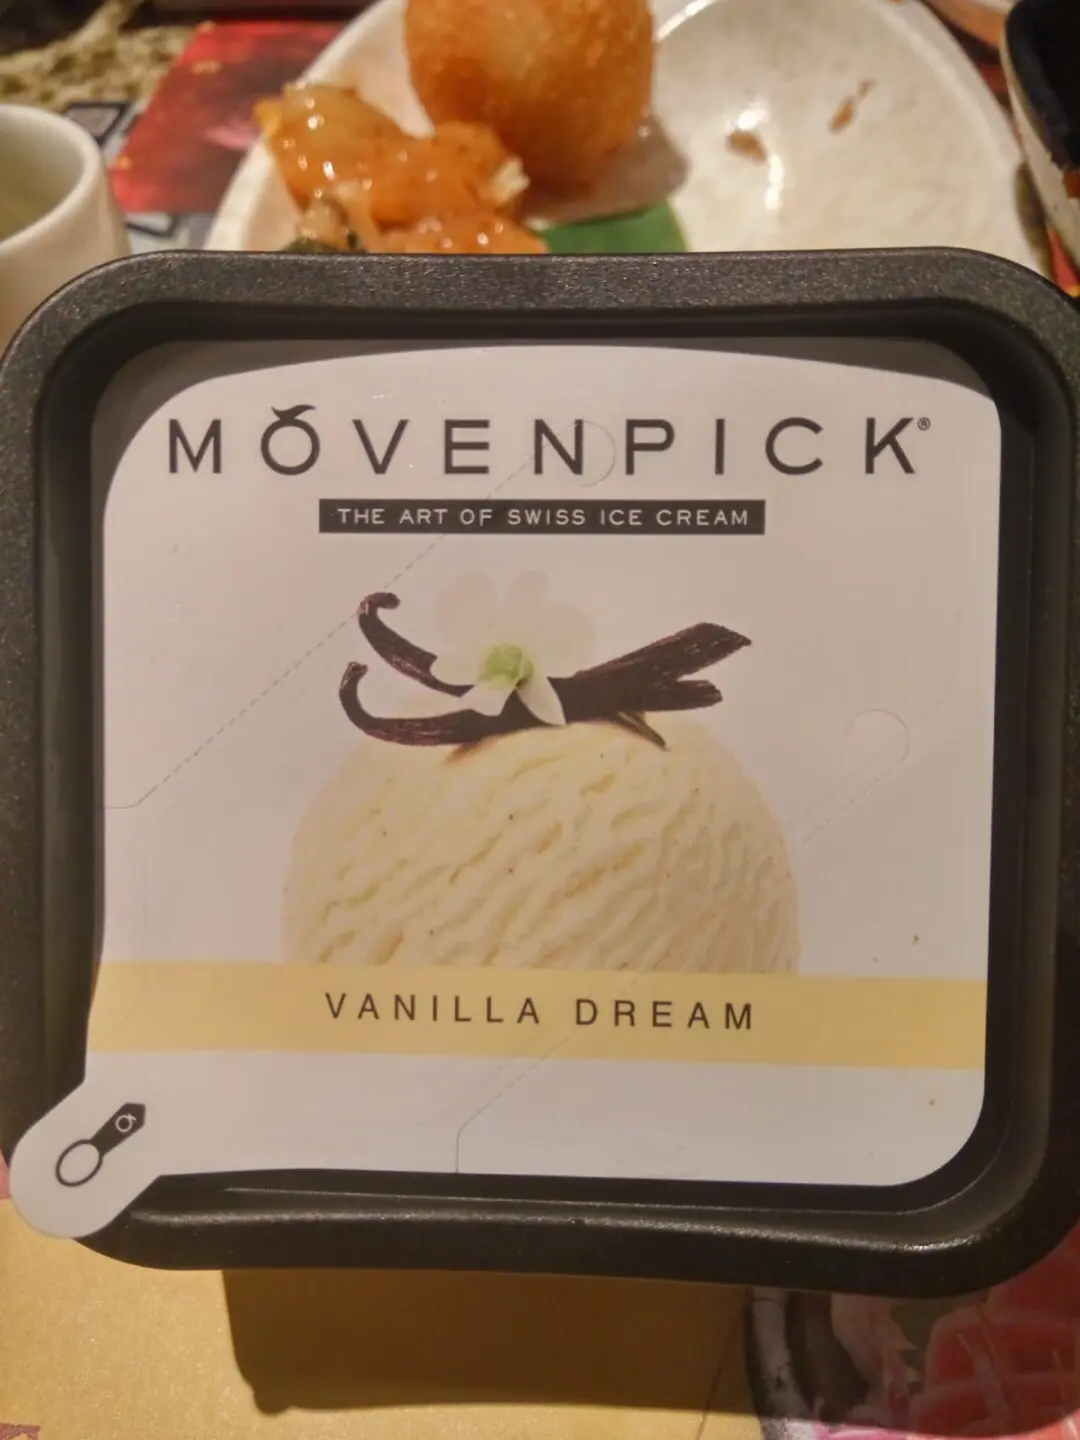 MÖVENPICK®
THE ART OF SWISS ICE CREAM
VANILLA DREAM